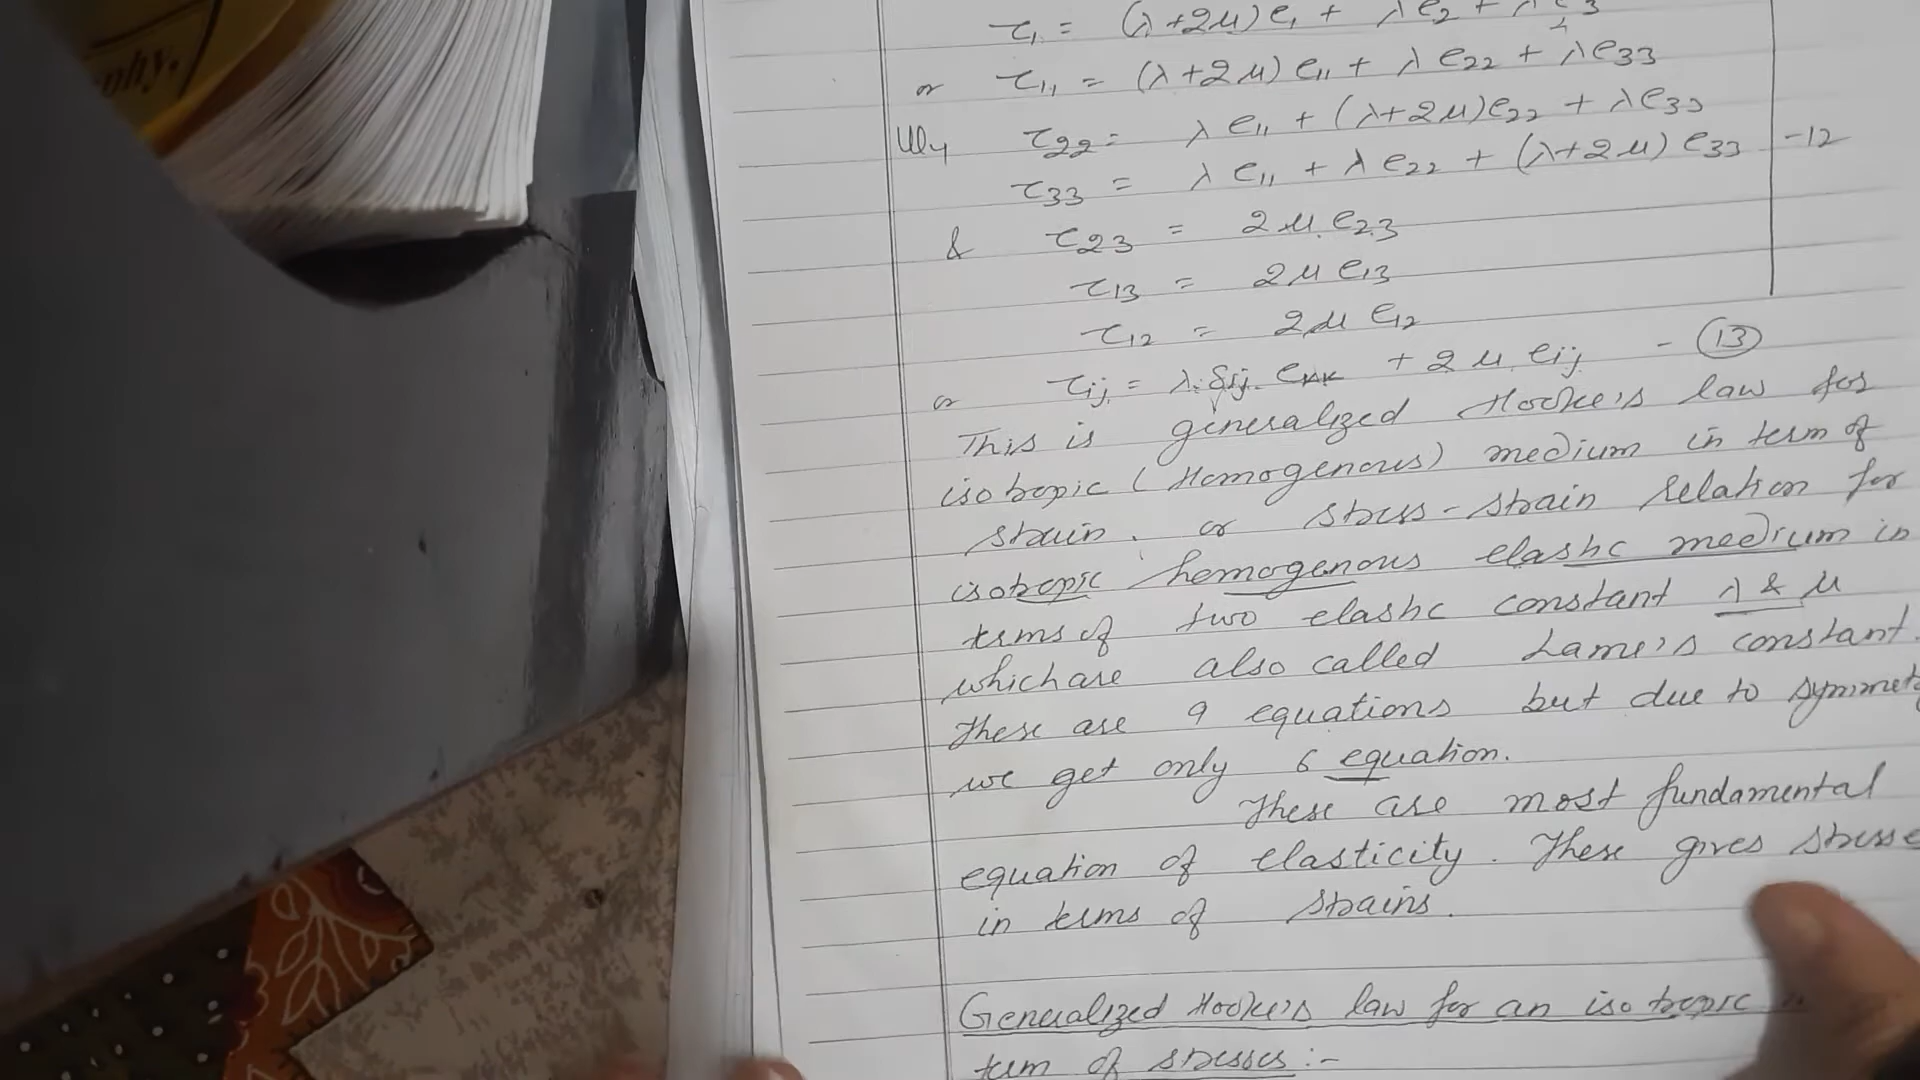 phy.
τ₁ = (λ+2μ)e₁ + λe₂ + λe₃
or τ₁₁ = (λ+2μ)e₁₁ + λe₂₂ + λe₃₃
Illy τ₂₂ = λe₁₁ + (λ+2μ)e₂₂ + λe₃₃
τ₃₃ = λe₁₁ + λe₂₂ + (λ+2μ)e₃₃ -12
& τ₂₃ = 2μ e₂₃
τ₁₃ = 2μ e₁₃
τ₁₂ = 2μ e₁₂
or τij = λ δij ekk + 2μ eij - (13)
This is generalized Hooke's law for
isotropic (Homogenous) medium in term of
strain. or stress-strain relation for
isotropic homogenous elastic medium in
terms of two elastic constant λ & μ
which are also called Lame's constant.
These are 9 equations but due to symmet
we get only 6 equation.
These are most fundamental
equation of elasticity. These gives stresse
in terms of strains.
Generalized Hooke's law for an isotropic
term of stresses :-